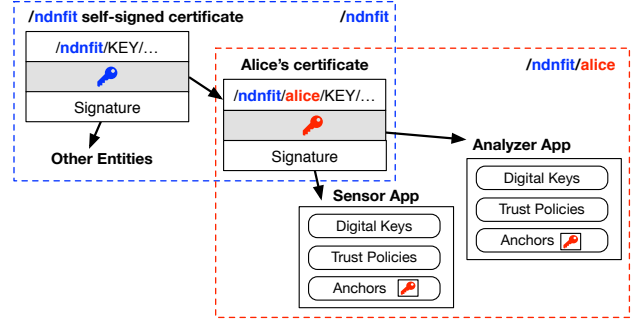 /ndnfit self-signed certificate
/ndnfit
/ndnfit/KEY/...
Signature
Other Entities
Alice's certificate
/ndnfit/alice
/ndnfit/alice/KEY/...
Signature
Analyzer App
Digital Keys
Trust Policies
Anchors
Sensor App
Digital Keys
Trust Policies
Anchors